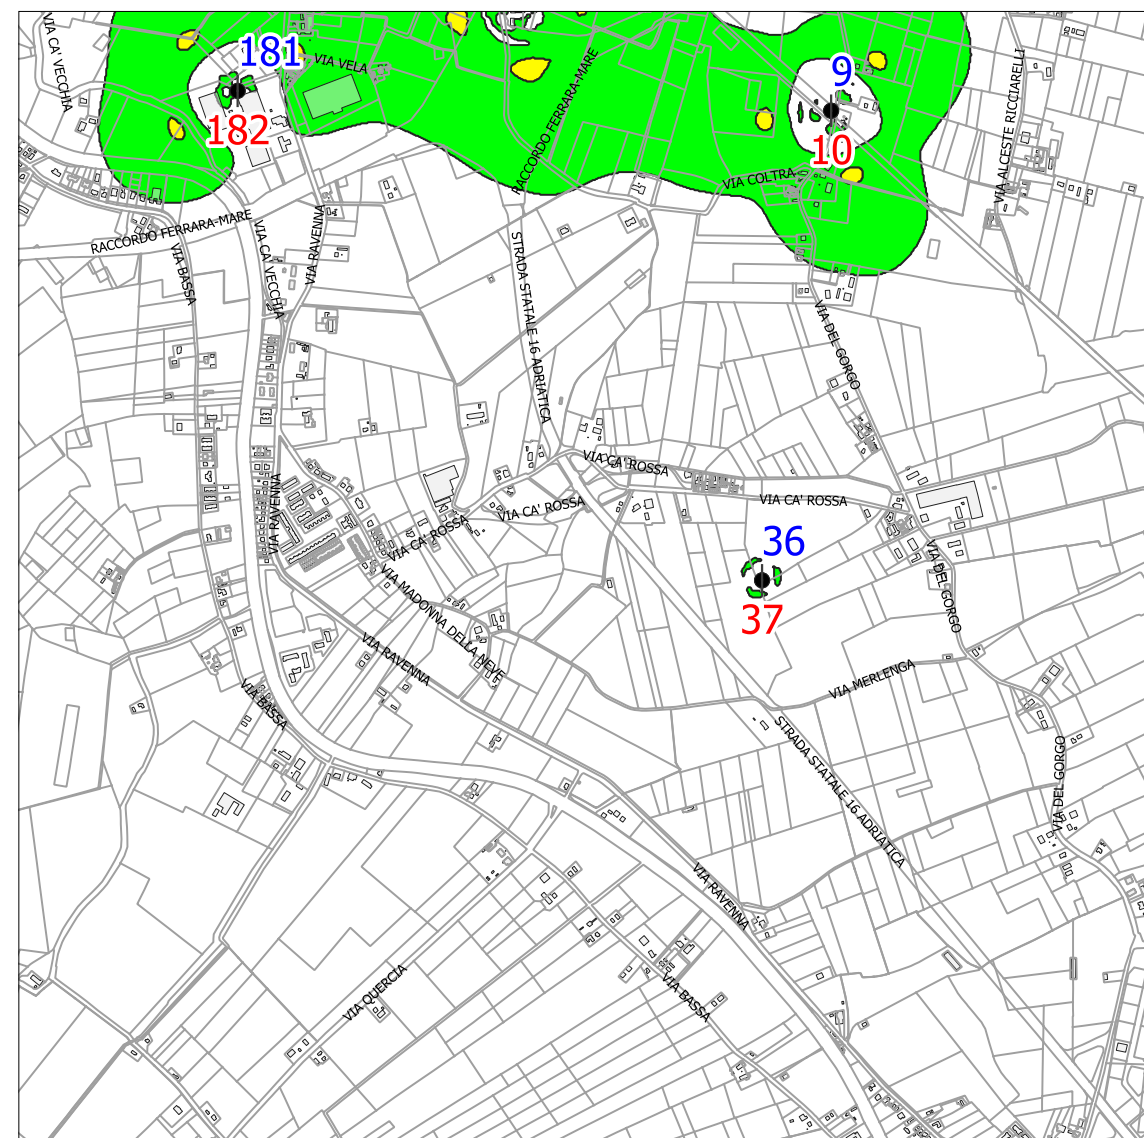 VIA CA' VECCHIA
181
VIA VELA
182
RACCORDO FERRARA-MARE
9
10
VIA COLTRA
VIA ALCESTE RICCIARELLI
RACCORDO FERRARA-MARE
VIA BASSA
VIA CA' VECCHIA
VIA RAVENNA
STRADA STATALE 16 ADRIATICA
VIA DEL GORGO
VIA CA' ROSSA
VIA CA' ROSSA
VIA CA' ROSSA
VIA CA' ROSSA
VIA RAVENNA
36
37
VIA DEL GORGO
VIA MADONNA DELLA NEVE
VIA RAVENNA
VIA MERLENGA
VIA BASSA
STRADA STATALE 16 ADRIATICA
VIA DEL GORGO
VIA RAVENNA
VIA QUERCIA
VIA BASSA